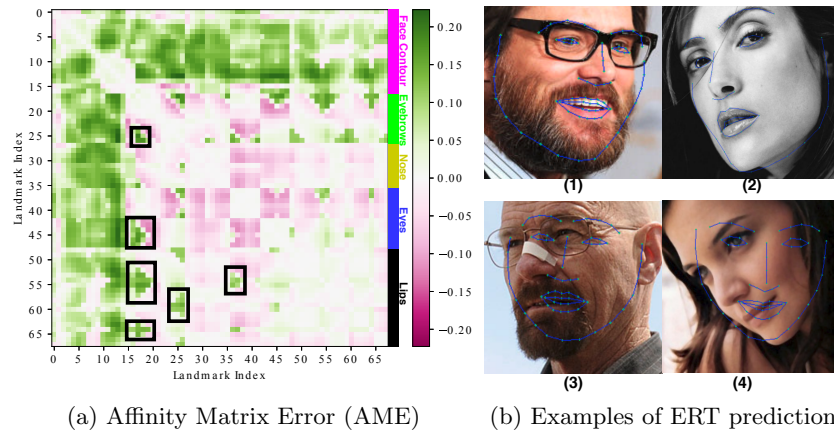 0
5
10
15
20
25
30
35
40
45
50
55
60
65
Landmark Index
0 5 10 15 20 25 30 35 40 45 50 55 60 65
Landmark Index
Face Contour
Eyebrows
Nose
Eyes
Lips
0.20
0.15
0.10
0.05
0.00
−0.05
−0.10
−0.15
−0.20
(a) Affinity Matrix Error (AME)
(1) (2)
(3) (4)
(b) Examples of ERT prediction